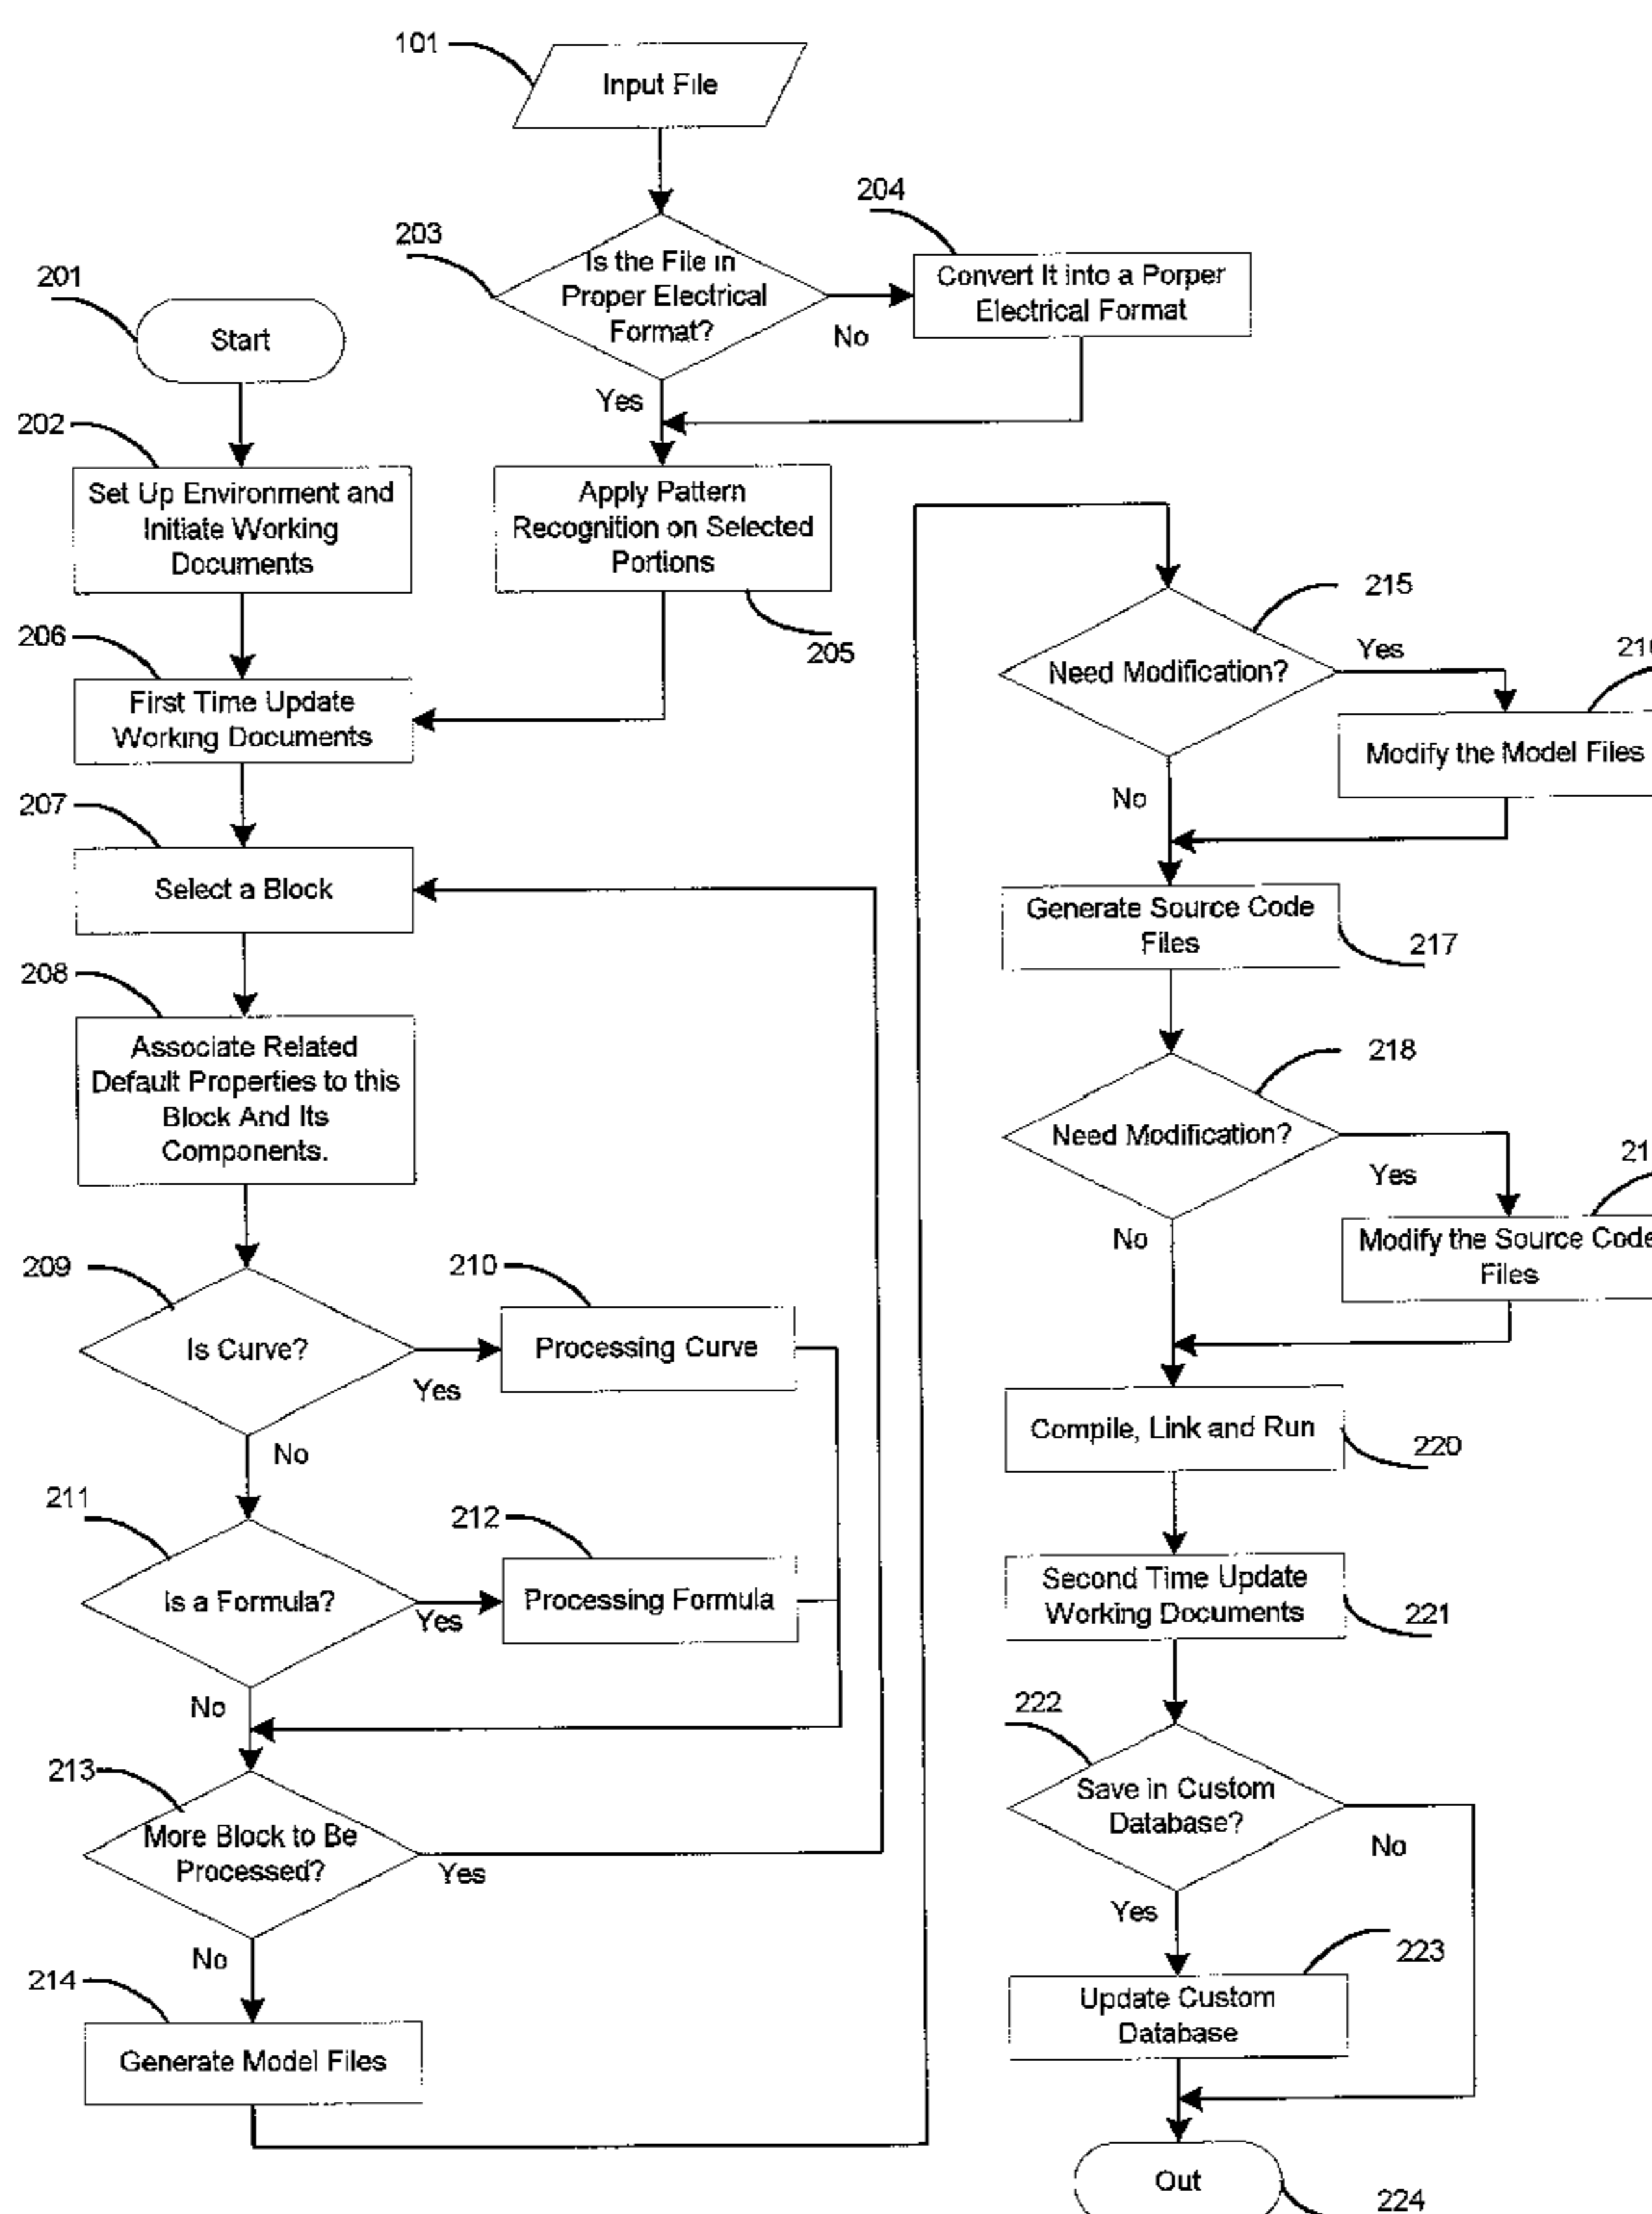 101
Input File
204
203
Is the File in
Proper Electrical
Format?
Convert It into a Porper
Electrical Format
No
Yes
201
Start
202
Set Up Environment and
Initiate Working
Documents
Apply Pattern
Recognition on Selected
Portions
205
206
First Time Update
Working Documents
207
Select a Block
208
Associate Related
Default Properties to this
Block And Its
Components.
209
Is Curve?
Yes
No
210
Processing Curve
211
Is a Formula?
Yes
No
212
Processing Formula
213
More Block to Be
Processed?
Yes
No
214
Generate Model Files
215
Need Modification?
Yes
No
Modify the Model Files
Generate Source Code
Files
217
218
Need Modification?
Yes
No
Modify the Source Code
Files
Compile, Link and Run
220
Second Time Update
Working Documents
221
222
Save in Custom
Database?
No
Yes
223
Update Custom
Database
Out
224